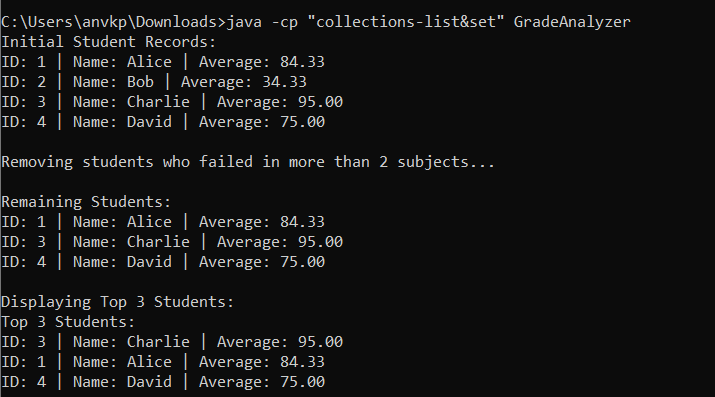 C:\Users\anvkp\Downloads>java -cp "collections-list&set" GradeAnalyzer
Initial Student Records:
ID: 1 | Name: Alice | Average: 84.33
ID: 2 | Name: Bob | Average: 34.33
ID: 3 | Name: Charlie | Average: 95.00
ID: 4 | Name: David | Average: 75.00

Removing students who failed in more than 2 subjects...

Remaining Students:
ID: 1 | Name: Alice | Average: 84.33
ID: 3 | Name: Charlie | Average: 95.00
ID: 4 | Name: David | Average: 75.00

Displaying Top 3 Students:
Top 3 Students:
ID: 3 | Name: Charlie | Average: 95.00
ID: 1 | Name: Alice | Average: 84.33
ID: 4 | Name: David | Average: 75.00